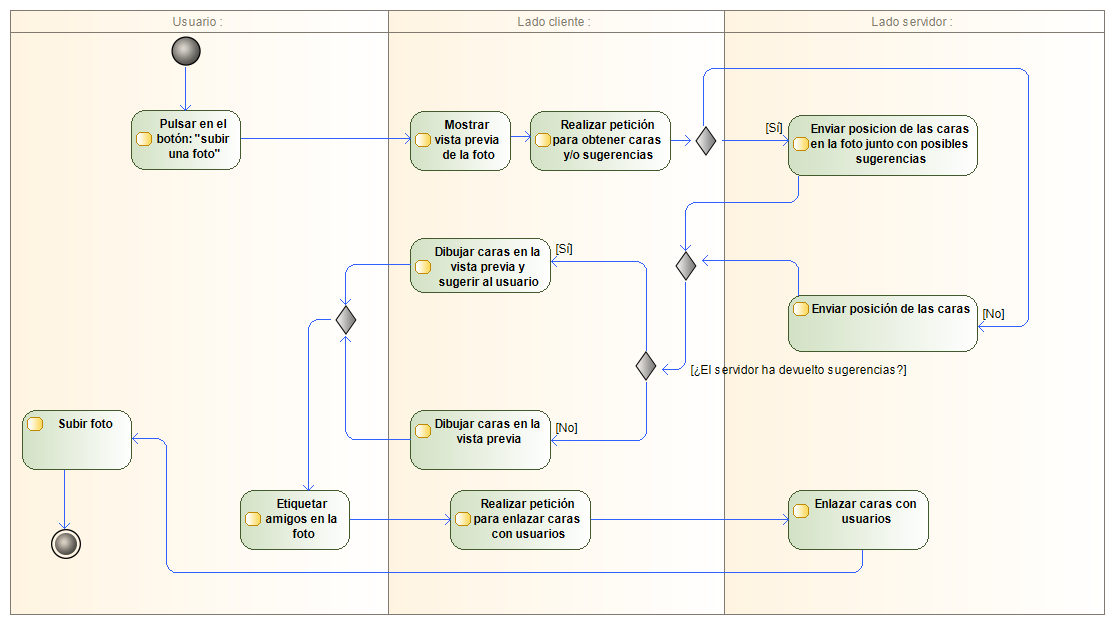 Usuario :
Lado cliente :
Lado servidor :
Pulsar en el
botón: "subir
una foto"
Mostrar
vista previa
de la foto
Realizar petición
para obtener caras
y/o sugerencias
[Sí]
Enviar posicion de las caras
en la foto junto con posibles
sugerencias
Dibujar caras en la
vista previa y
sugerir al usuario
[Sí]
Enviar posición de las caras
[No]
[¿El servidor ha devuelto sugerencias?]
Subir foto
Dibujar caras en la
vista previa
[No]
Etiquetar
amigos en la
foto
Realizar petición
para enlazar caras
con usuarios
Enlazar caras con
usuarios